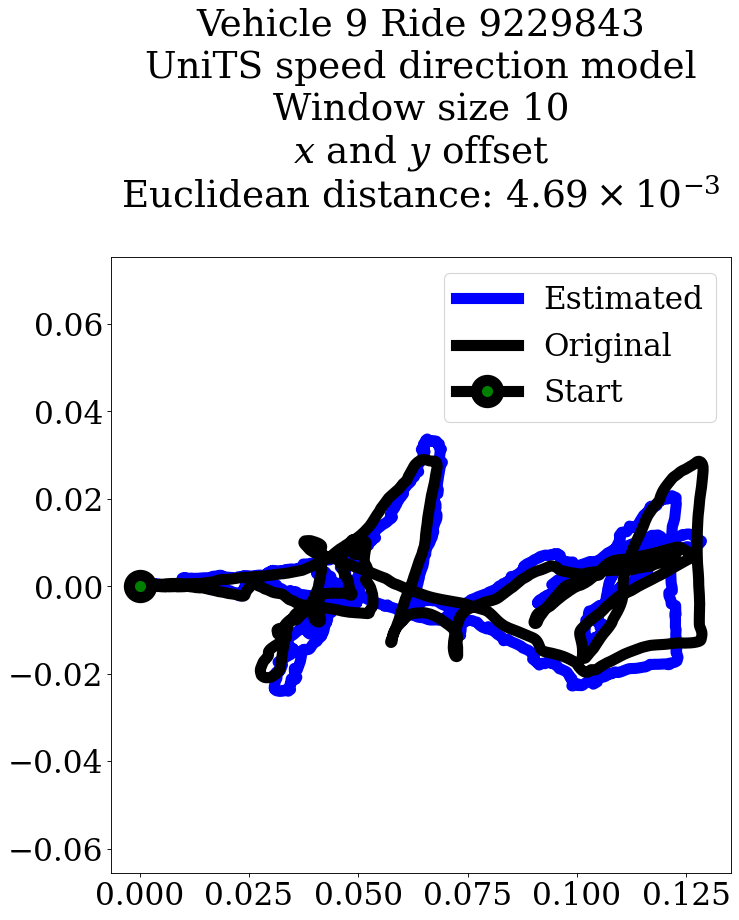 Vehicle 9 Ride 9229843
UniTS speed direction model
Window size 10
x and y offset
Euclidean distance: 4.69 × 10⁻³
Estimated
Original
Start
0.06
0.04
0.02
0.00
−0.02
−0.04
−0.06
0.000 0.025 0.050 0.075 0.100 0.125